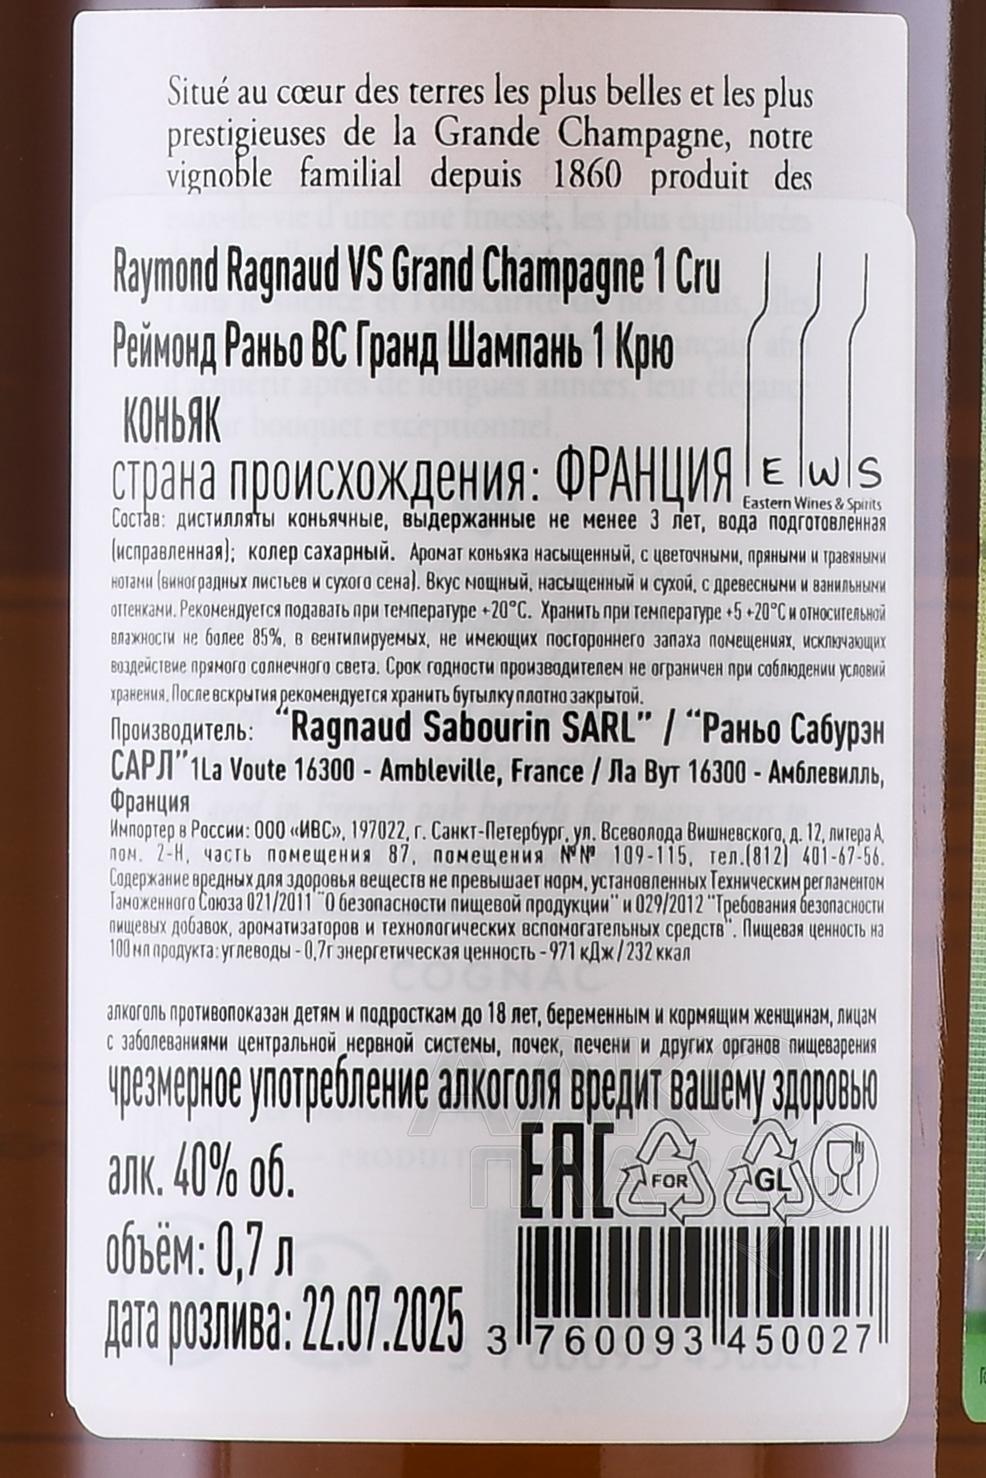 Situé au cœur des terres les plus belles et les plus
prestigieuses de la Grande Champagne, notre
vignoble familial depuis 1860 produit des
eaux-de-vie d'une rare finesse, les plus équilibrées
Raymond Ragnaud VS Grand Champagne 1 Cru
Реймонд Раньо ВС Гранд Шампань 1 Крю
КОНЬЯК
страна происхождения: ФРАНЦИЯ
E W S
Eastern Wines & Spirits
Состав: дистилляты коньячные, выдержанные не менее 3 лет, вода подготовленная
(исправленная); колер сахарный. Аромат коньяка насыщенный, с цветочными, пряными и травяными
нотами (виноградных листьев и сухого сена). Вкус мощный, насыщенный и сухой, с древесными и ванильными
оттенками. Рекомендуется подавать при температуре +20°С. Хранить при температуре +5 +20°С и относительной
влажности не более 85%, в вентилируемых, не имеющих постороннего запаха помещениях, исключающих
воздействие прямого солнечного света. Срок годности производителем не ограничен при соблюдении условий
хранения. После вскрытия рекомендуется хранить бутылку плотно закрытой.
Производитель: "Ragnaud Sabourin SARL" / "Раньо Сабурэн
САРЛ" 1La Voute 16300 - Ambleville, France / Ла Вут 16300 - Амблевилль,
Франция
Импортер в России: ООО «ИВС», 197022, г. Санкт-Петербург, ул. Всеволода Вишневского, д. 12, литера А,
пом. 2-Н, часть помещения 87, помещения №№ 109-115, тел.(812) 401-67-56.
Содержание вредных для здоровья веществ не превышает норм, установленных Техническим регламентом
Таможенного Союза 021/2011 "О безопасности пищевой продукции" и 029/2012 "Требования безопасности
пищевых добавок, ароматизаторов и технологических вспомогательных средств". Пищевая ценность на
100 мл продукта: углеводы - 0,7г энергетическая ценность - 971 кДж / 232 ккал
COGNAC
алкоголь противопоказан детям и подросткам до 18 лет, беременным и кормящим женщинам, лицам
с заболеваниями центральной нервной системы, почек, печени и других органов пищеварения
чрезмерное употребление алкоголя вредит вашему здоровью
алк. 40% об.
EAC FOR GL
объём: 0,7 л
дата розлива: 22.07.2025
3 760093 450027